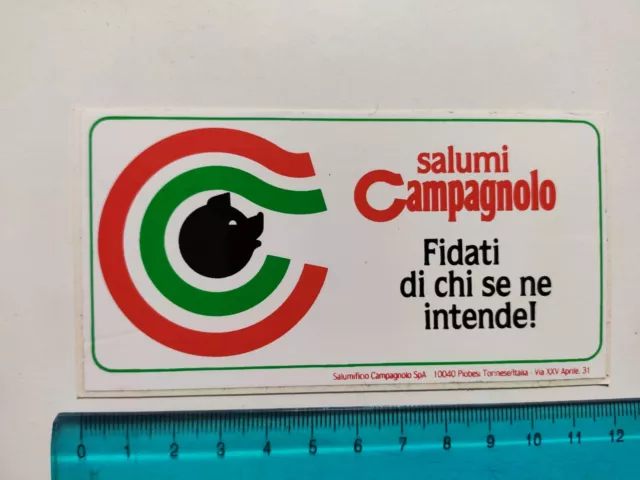 salumi
Campagnolo
Fidati
di chi se ne
intende!
Salumificio Campagnolo SpA 10040 Piobesi Torinese/Italia - Via XXV Aprile, 31
0 1 2 3 4 5 6 7 8 9 10 11 12